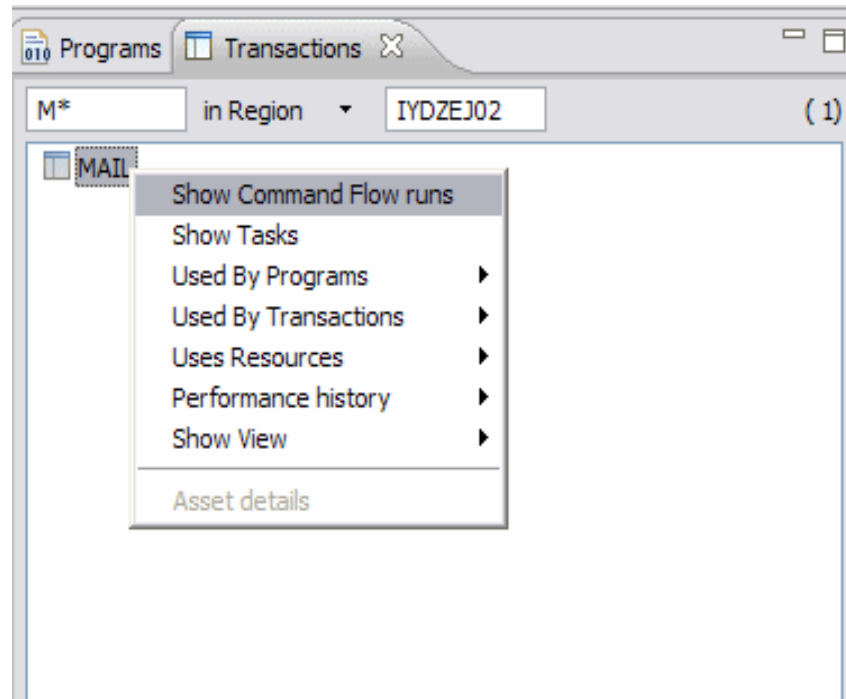 010 Programs Transactions
M* in Region IYDZEJ02 ( 1)
MAIL
Show Command Flow runs
Show Tasks
Used By Programs
Used By Transactions
Uses Resources
Performance history
Show View
Asset details